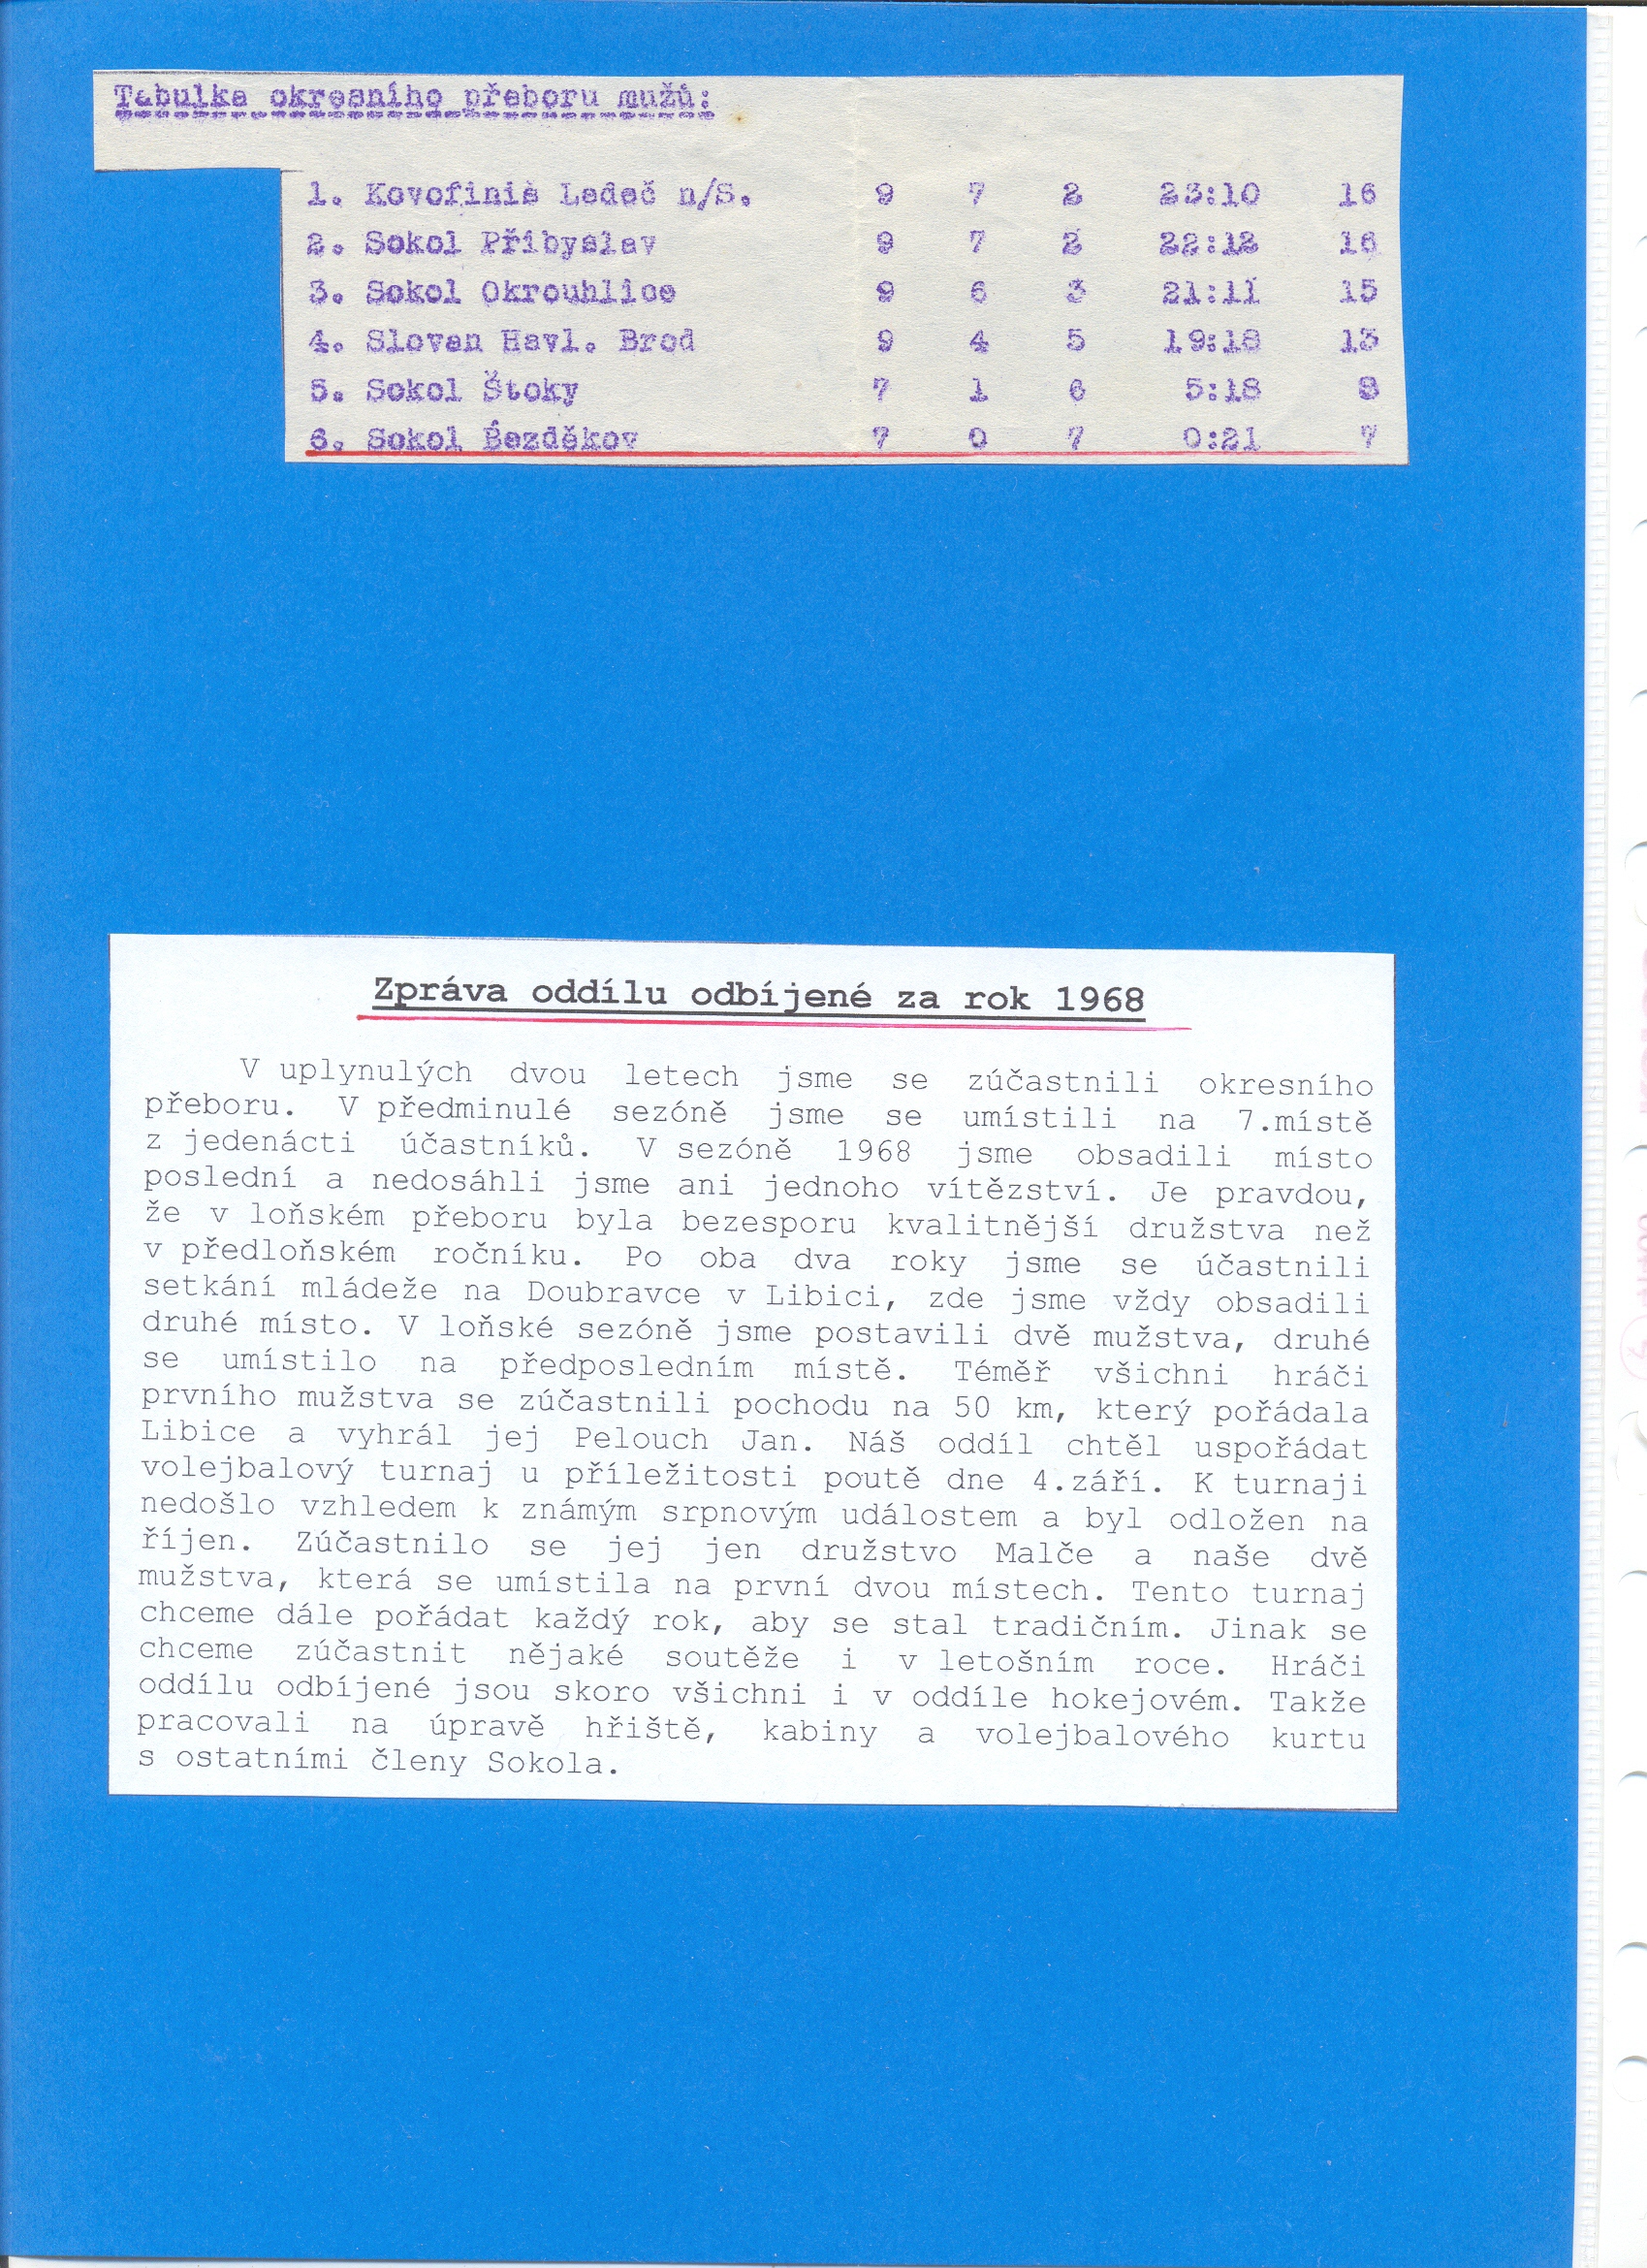 Tabulka okresního přeboru mužů:
1. Kovofiniš Ledeč n/S. 9 7 2 23:10 16
2. Sokol Přibyslav 9 7 2 22:12 16
3. Sokol Okrouhlice 9 6 3 21:11 15
4. Slovan Havl. Brod 9 4 5 19:18 13
5. Sokol Štoky 7 1 6 5:18 8
6. Sokol Bezděkov 7 0 7 0:21 7
Zpráva oddílu odbíjené za rok 1968
V uplynulých dvou letech jsme se zúčastnili okresního
přeboru. V předminulé sezóně jsme se umístili na 7.místě
z jedenácti účastníků. V sezóně 1968 jsme obsadili místo
poslední a nedosáhli jsme ani jednoho vítězství. Je pravdou,
že v loňském přeboru byla bezesporu kvalitnější družstva než
v předloňském ročníku. Po oba dva roky jsme se účastnili
setkání mládeže na Doubravce v Libici, zde jsme vždy obsadili
druhé místo. V loňské sezóně jsme postavili dvě mužstva, druhé
se umístilo na předposledním místě. Téměř všichni hráči
prvního mužstva se zúčastnili pochodu na 50 km, který pořádala
Libice a vyhrál jej Pelouch Jan. Náš oddíl chtěl uspořádat
volejbalový turnaj u příležitosti poutě dne 4.září. K turnaji
nedošlo vzhledem k známým srpnovým událostem a byl odložen na
říjen. Zúčastnilo se jej jen družstvo Malče a naše dvě
mužstva, která se umístila na první dvou místech. Tento turnaj
chceme dále pořádat každý rok, aby se stal tradičním. Jinak se
chceme zúčastnit nějaké soutěže i v letošním roce. Hráči
oddílu odbíjené jsou skoro všichni i v oddíle hokejovém. Takže
pracovali na úpravě hřiště, kabiny a volejbalového kurtu
s ostatními členy Sokola.